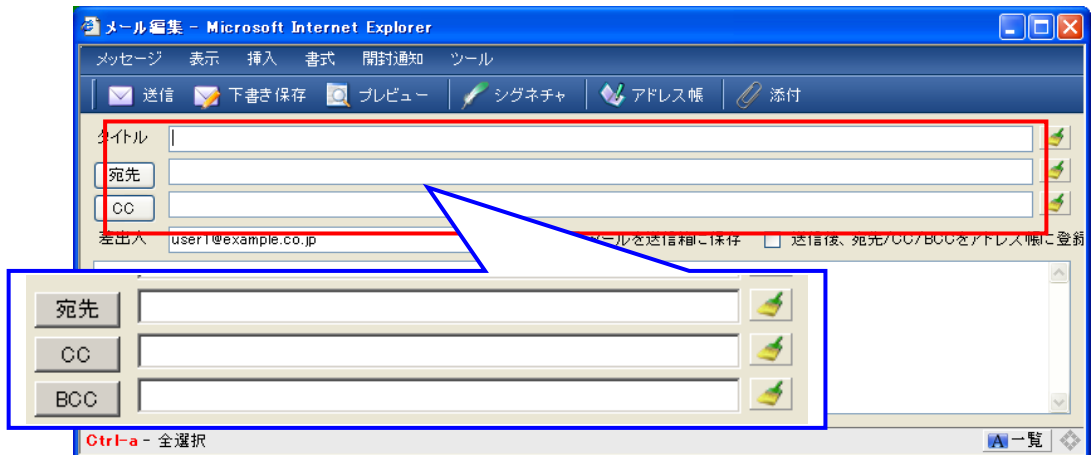 メール編集 - Microsoft Internet Explorer
メッセージ 表示 挿入 書式 開封通知 ツール
送信 下書き保存 プレビュー シグネチャ アドレス帳 添付
タイトル
宛先
CC
差出人 user1@example.co.jp メールを送信箱に保存 送信後、宛先/CC/BCCをアドレス帳に登録
宛先
CC
BCC
Ctrl-a - 全選択 A 一覧